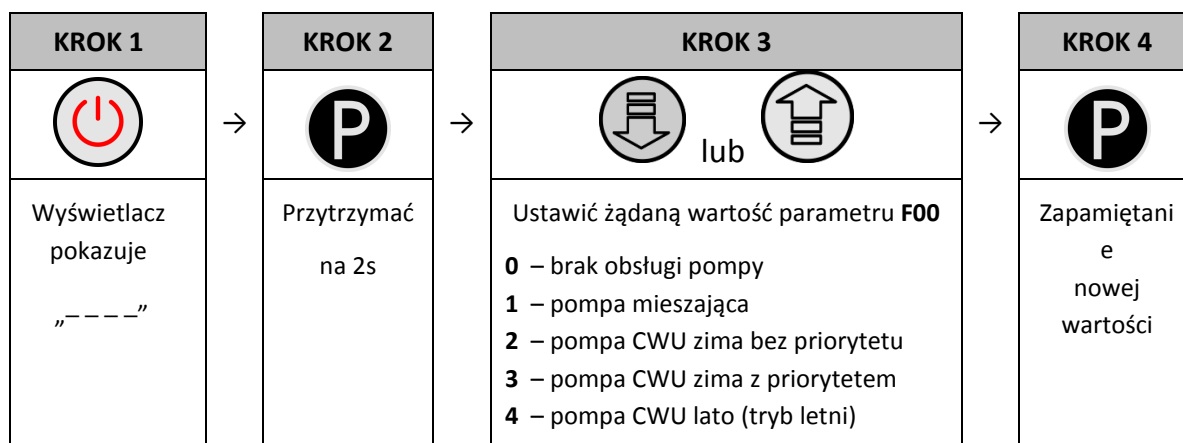 KROK 1
P
KROK 2
KROK 3
KROK 4
→
P
→
lub
→
P
Wyświetlacz
pokazuje
„– – – –”
Przytrzymać
na 2s
Ustawić żądaną wartość parametru F00
0 – brak obsługi pompy
1 – pompa mieszająca
2 – pompa CWU zima bez priorytetu
3 – pompa CWU zima z priorytetem
4 – pompa CWU lato (tryb letni)
Zapamiętani
e
nowej
wartości